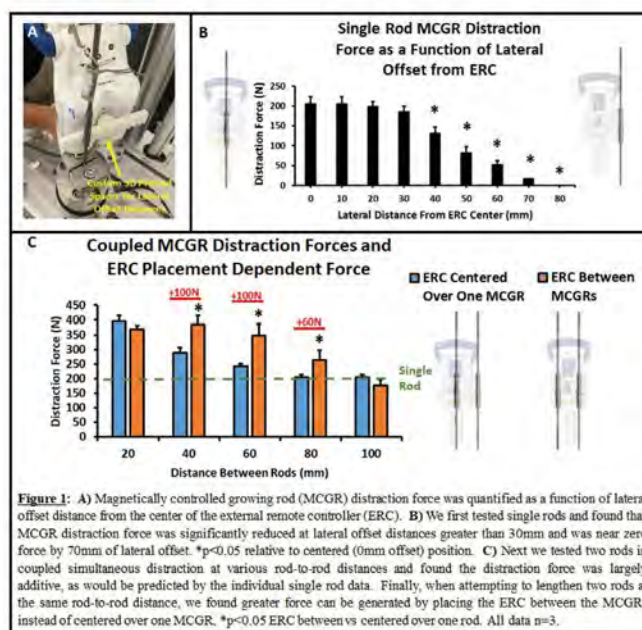 A
Custom 3D Printed
Spacer for Lateral
Offset
B
Single Rod MCGR Distraction
Force as a Function of Lateral
Offset from ERC
Distraction Force (N)
250
200
150
100
50
0
* * * * *
0 10 20 30 40 50 60 70 80
Lateral Distance From ERC Center (mm)
C
Coupled MCGR Distraction Forces and
ERC Placement Dependent Force
Distraction Force (N)
450
400
350
300
250
200
150
100
50
0
+100N +100N +60N
* * *
Single
Rod
20 40 60 80 100
Distance Between Rods (mm)
ERC Centered
Over One MCGR
ERC Between
MCGRs
Figure 1: A) Magnetically controlled growing rod (MCGR) distraction force was quantified as a function of latera
offset distance from the center of the external remote controller (ERC). B) We first tested single rods and found tha
MCGR distraction force was significantly reduced at lateral offset distances greater than 30mm and was near zero
force by 70mm of lateral offset. *p<0.05 relative to centered (0mm offset) position. C) Next we tested two rods i
coupled simultaneous distraction at various rod-to-rod distances and found the distraction force was largely
additive, as would be predicted by the individual single rod data. Finally, when attempting to lengthen two rods a
the same rod-to-rod distance, we found greater force can be generated by placing the ERC between the MCGR
instead of centered over one MCGR. *p<0.05 ERC between vs centered over one rod. All data n=3.